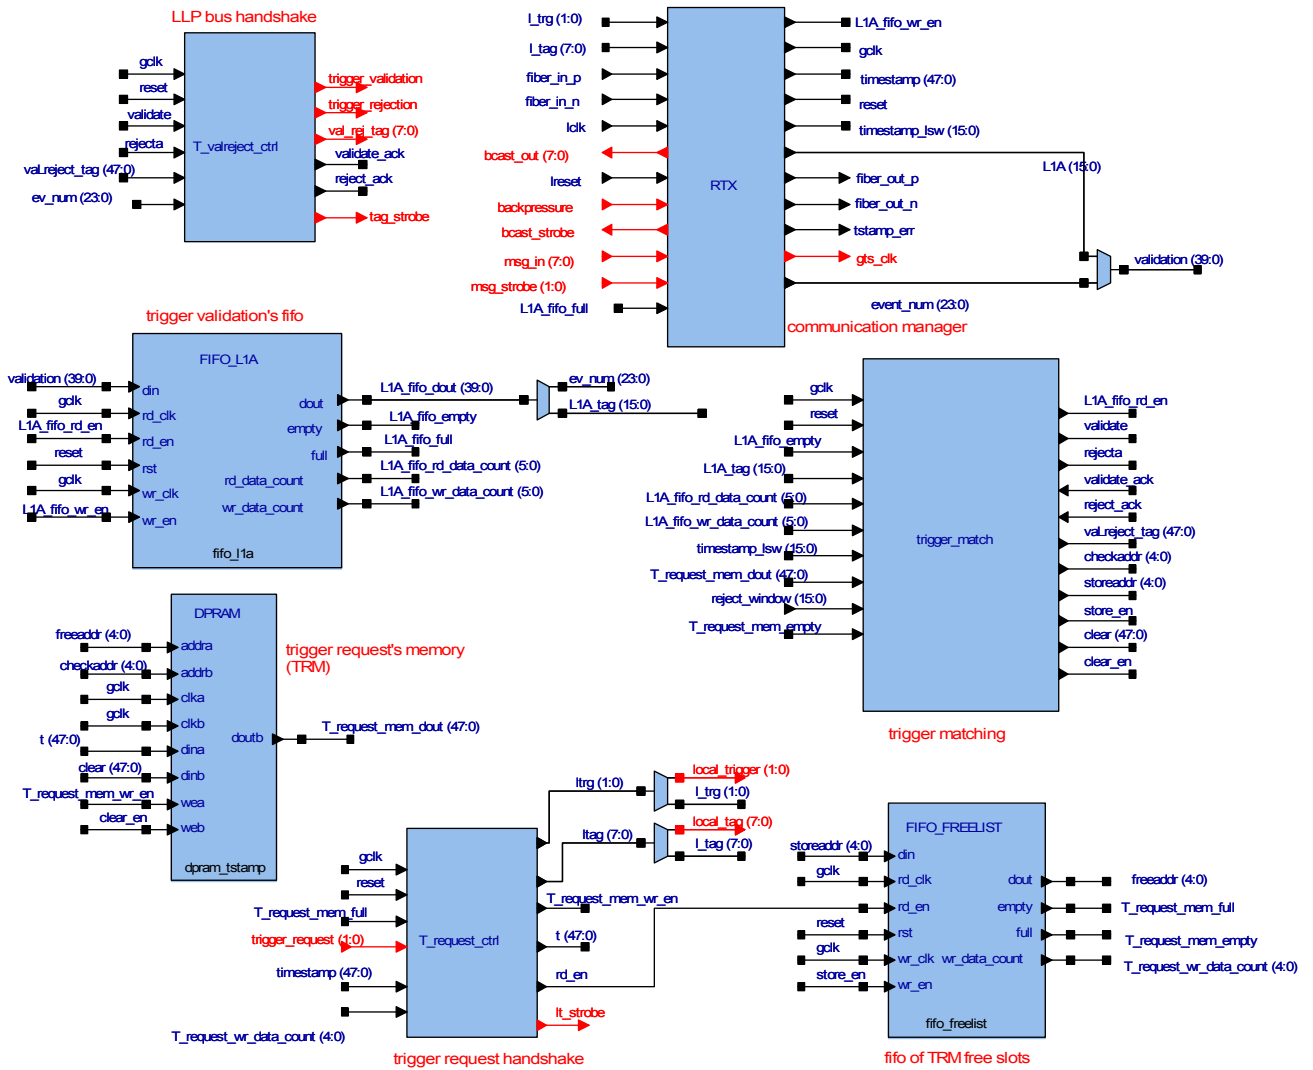 LLP bus handshake
gclk
reset
validate
rejecta
val.reject_tag (47:0)
ev_num (23:0)
T_valreject_ctrl
trigger_validation
trigger_rejection
val_rej_tag (7:0)
validate_ack
reject_ack
tag_strobe
l_trg (1:0)
l_tag (7:0)
fiber_in_p
fiber_in_n
lclk
bcast_out (7:0)
lreset
backpressure
bcast_strobe
msg_in (7:0)
msg_strobe (1:0)
L1A_fifo_full
RTX
L1A_fifo_wr_en
gclk
timestamp (47:0)
reset
timestamp_lsw (15:0)
L1A (15:0)
fiber_out_p
fiber_out_n
tstamp_err
gts_clk
event_num (23:0)
validation (39:0)
communication manager
trigger validation's fifo
FIFO_L1A
validation (39:0)
gclk
L1A_fifo_rd_en
reset
gclk
L1A_fifo_wr_en
din
rd_clk
rd_en
rst
wr_clk
wr_en
dout
empty
full
rd_data_count
wr_data_count
fifo_l1a
L1A_fifo_dout (39:0)
L1A_fifo_empty
L1A_fifo_full
L1A_fifo_rd_data_count (5:0)
L1A_fifo_wr_data_count (5:0)
ev_num (23:0)
L1A_tag (15:0)
gclk
reset
L1A_fifo_empty
L1A_tag (15:0)
L1A_fifo_rd_data_count (5:0)
L1A_fifo_wr_data_count (5:0)
timestamp_lsw (15:0)
T_request_mem_dout (47:0)
reject_window (15:0)
T_request_mem_empty
trigger_match
L1A_fifo_rd_en
validate
rejecta
validate_ack
reject_ack
val.reject_tag (47:0)
checkaddr (4:0)
storeaddr (4:0)
store_en
clear (47:0)
clear_en
trigger matching
DPRAM
freeaddr (4:0)
checkaddr (4:0)
gclk
gclk
t (47:0)
clear (47:0)
T_request_mem_wr_en
clear_en
addra
addrb
clka
clkb
dina
dinb
wea
web
doutb
dpram_tstamp
trigger request's memory
(TRM)
T_request_mem_dout (47:0)
gclk
reset
T_request_mem_full
trigger_request (1:0)
timestamp (47:0)
T_request_wr_data_count (4:0)
T_request_ctrl
ltrg (1:0)
ltag (7:0)
local_trigger (1:0)
l_trg (1:0)
local_tag (7:0)
l_tag (7:0)
T_request_mem_wr_en
t (47:0)
rd_en
lt_strobe
trigger request handshake
FIFO_FREELIST
storeaddr (4:0)
gclk
reset
gclk
store_en
din
rd_clk
rd_en
rst
wr_clk
wr_en
dout
empty
full
wr_data_count
fifo_freelist
freeaddr (4:0)
T_request_mem_full
T_request_mem_empty
T_request_wr_data_count (4:0)
fifo of TRM free slots